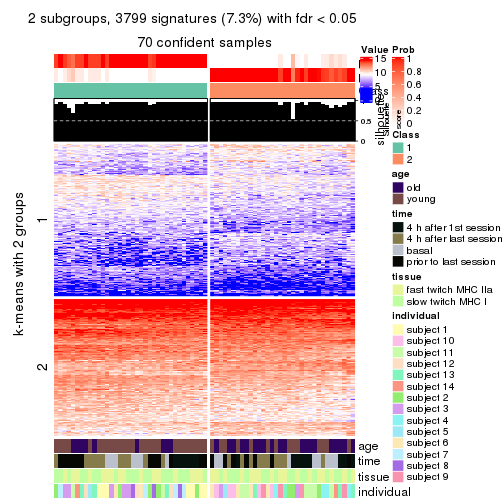 2 subgroups, 3799 signatures (7.3%) with fdr < 0.05
70 confident samples
k-means with 2 groups
1
2
1
0.5
0
silhouette
score
age
time
tissue
individual
Value
15
10
5
0
Prob
1
0.8
0.6
0.4
0.2
0
Class
1
2
age
old
young
time
4 h after 1st session
4 h after last session
basal
prior to last session
tissue
fast twitch MHC IIa
slow twitch MHC I
individual
subject 1
subject 10
subject 11
subject 12
subject 13
subject 14
subject 2
subject 3
subject 4
subject 5
subject 6
subject 7
subject 8
subject 9